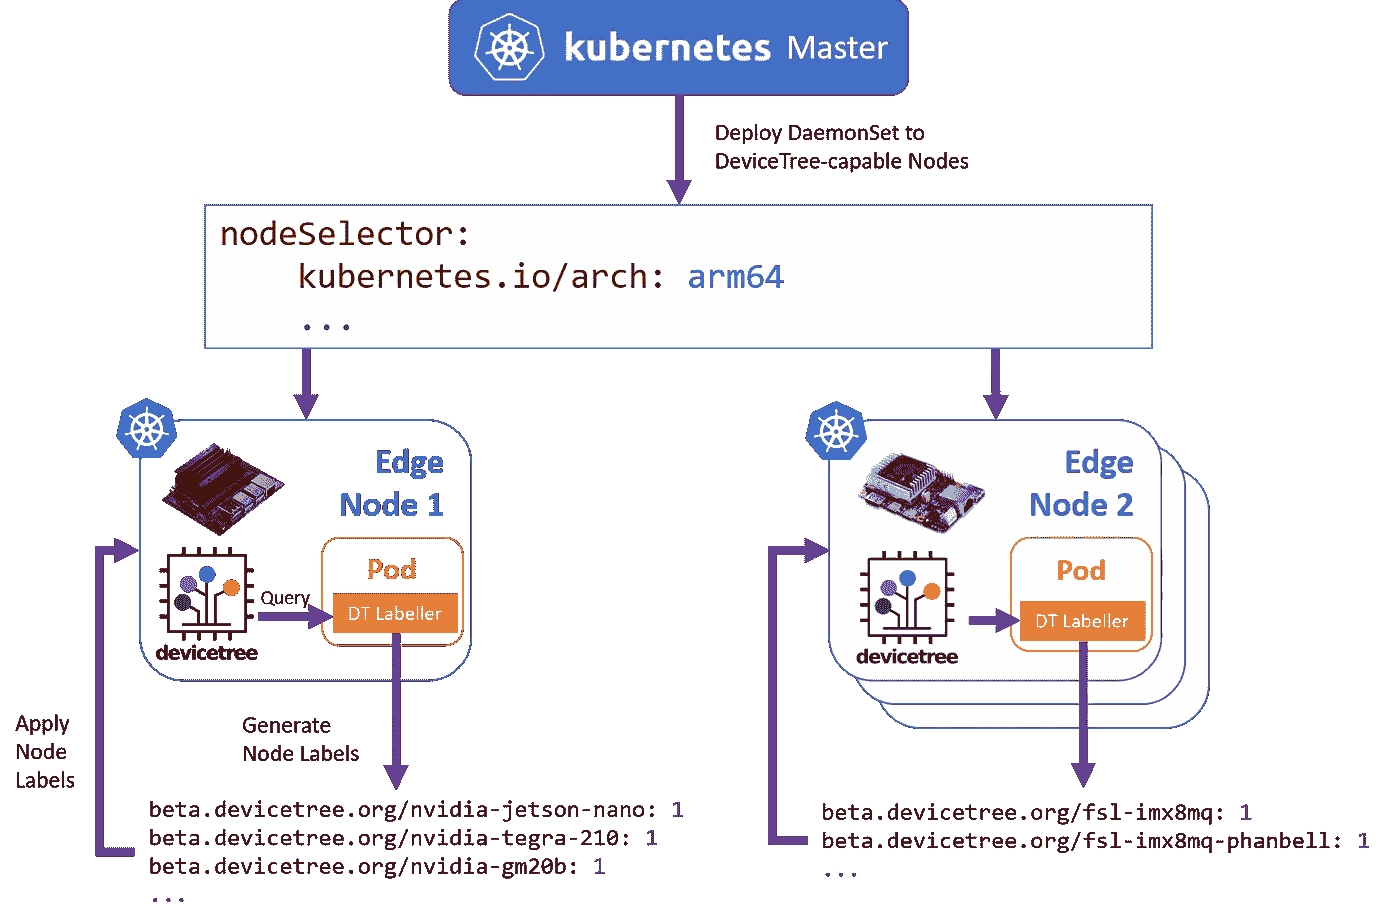 kubernetes Master
Deploy DaemonSet to
DeviceTree-capable Nodes
nodeSelector:
kubernetes.io/arch: arm64
...
Edge
Node 1
Pod
Query
DT Labeller
devicetree
Edge
Node 2
Pod
DT Labeller
devicetree
Apply
Node
Labels
Generate
Node Labels
beta.devicetree.org/nvidia-jetson-nano: 1
beta.devicetree.org/nvidia-tegra-210: 1
beta.devicetree.org/nvidia-gm20b: 1
...
beta.devicetree.org/fsl-imx8mq: 1
beta.devicetree.org/fsl-imx8mq-phanbell: 1
...